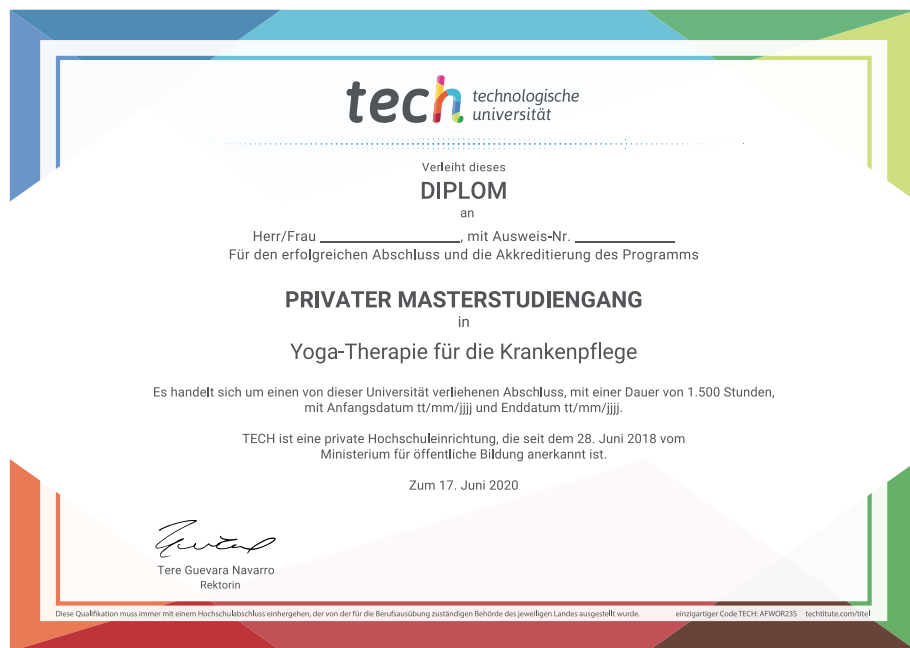 tech technologische
universität
Verleiht dieses
DIPLOM
an
Herr/Frau ____________________, mit Ausweis-Nr. ______________
Für den erfolgreichen Abschluss und die Akkreditierung des Programms
PRIVATER MASTERSTUDIENGANG
in
Yoga-Therapie für die Krankenpflege
Es handelt sich um einen von dieser Universität verliehenen Abschluss, mit einer Dauer von 1.500 Stunden,
mit Anfangsdatum tt/mm/jjjj und Enddatum tt/mm/jjjj.
TECH ist eine private Hochschuleinrichtung, die seit dem 28. Juni 2018 vom
Ministerium für öffentliche Bildung anerkannt ist.
Zum 17. Juni 2020
Tere Guevara Navarro
Rektorin
Diese Qualifikation muss immer mit einem Hochschulabschluss einhergehen, der von der für die Berufsausübung zuständigen Behörde des jeweiligen Landes ausgestellt wurde. einzigartiger Code TECH: AFWOR23S techtitute.com/titel